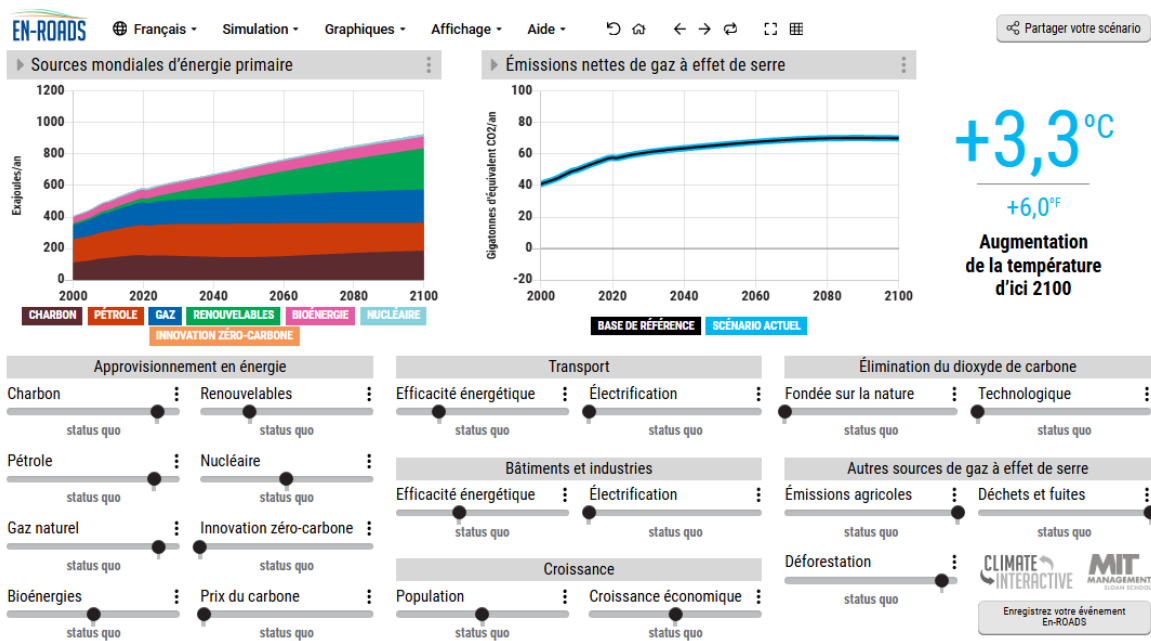 EN-ROADS
Français
Simulation
Graphiques
Affichage
Aide
Partager votre scénario
Sources mondiales d'énergie primaire
Émissions nettes de gaz à effet de serre
Exajoules/an
1200
1000
800
600
400
200
0
2000
2020
2040
2060
2080
2100
CHARBON
PÉTROLE
GAZ
RENOUVELABLES
BIOÉNERGIE
NUCLÉAIRE
INNOVATION ZÉRO-CARBONE
Gigatonnes d'équivalent CO2/an
100
80
60
40
20
0
-20
2000
2020
2040
2060
2080
2100
BASE DE RÉFÉRENCE
SCÉNARIO ACTUEL
+3,3°C
+6,0°F
Augmentation
de la température
d'ici 2100
Approvisionnement en énergie
Charbon
status quo
Renouvelables
status quo
Pétrole
status quo
Nucléaire
status quo
Gaz naturel
status quo
Innovation zéro-carbone
status quo
Bioénergies
status quo
Prix du carbone
status quo
Transport
Efficacité énergétique
status quo
Électrification
status quo
Bâtiments et industries
Efficacité énergétique
status quo
Électrification
status quo
Croissance
Population
status quo
Croissance économique
status quo
Élimination du dioxyde de carbone
Fondée sur la nature
status quo
Technologique
status quo
Autres sources de gaz à effet de serre
Émissions agricoles
status quo
Déchets et fuites
status quo
Déforestation
status quo
CLIMATE
INTERACTIVE
MIT
MANAGEMENT
SLOAN SCHOOL
Enregistrez votre événement
En-ROADS